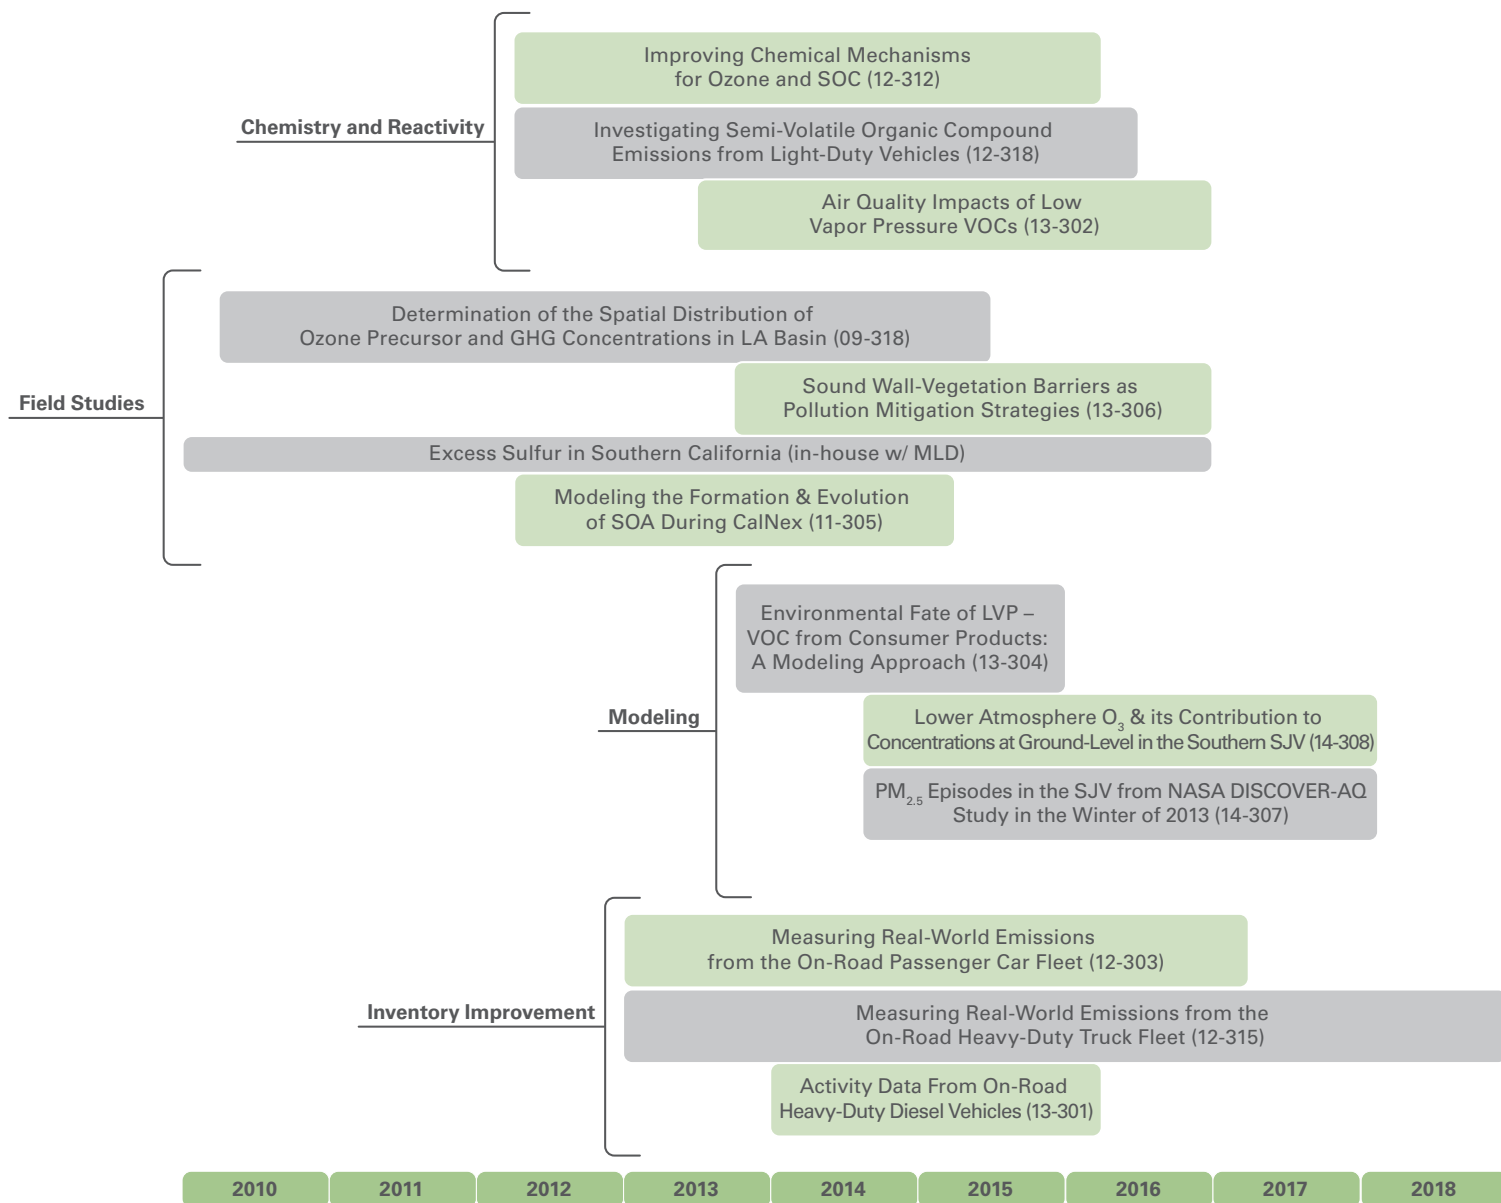 Chemistry and Reactivity
Improving Chemical Mechanisms
for Ozone and SOC (12-312)
Investigating Semi-Volatile Organic Compound
Emissions from Light-Duty Vehicles (12-318)
Air Quality Impacts of Low
Vapor Pressure VOCs (13-302)
Field Studies
Determination of the Spatial Distribution of
Ozone Precursor and GHG Concentrations in LA Basin (09-318)
Sound Wall-Vegetation Barriers as
Pollution Mitigation Strategies (13-306)
Excess Sulfur in Southern California (in-house w/ MLD)
Modeling the Formation & Evolution
of SOA During CalNex (11-305)
Modeling
Environmental Fate of LVP –
VOC from Consumer Products:
A Modeling Approach (13-304)
Lower Atmosphere O₃ & its Contribution to
Concentrations at Ground-Level in the Southern SJV (14-308)
PM₂.₅ Episodes in the SJV from NASA DISCOVER-AQ
Study in the Winter of 2013 (14-307)
Inventory Improvement
Measuring Real-World Emissions
from the On-Road Passenger Car Fleet (12-303)
Measuring Real-World Emissions from the
On-Road Heavy-Duty Truck Fleet (12-315)
Activity Data From On-Road
Heavy-Duty Diesel Vehicles (13-301)
2010 2011 2012 2013 2014 2015 2016 2017 2018